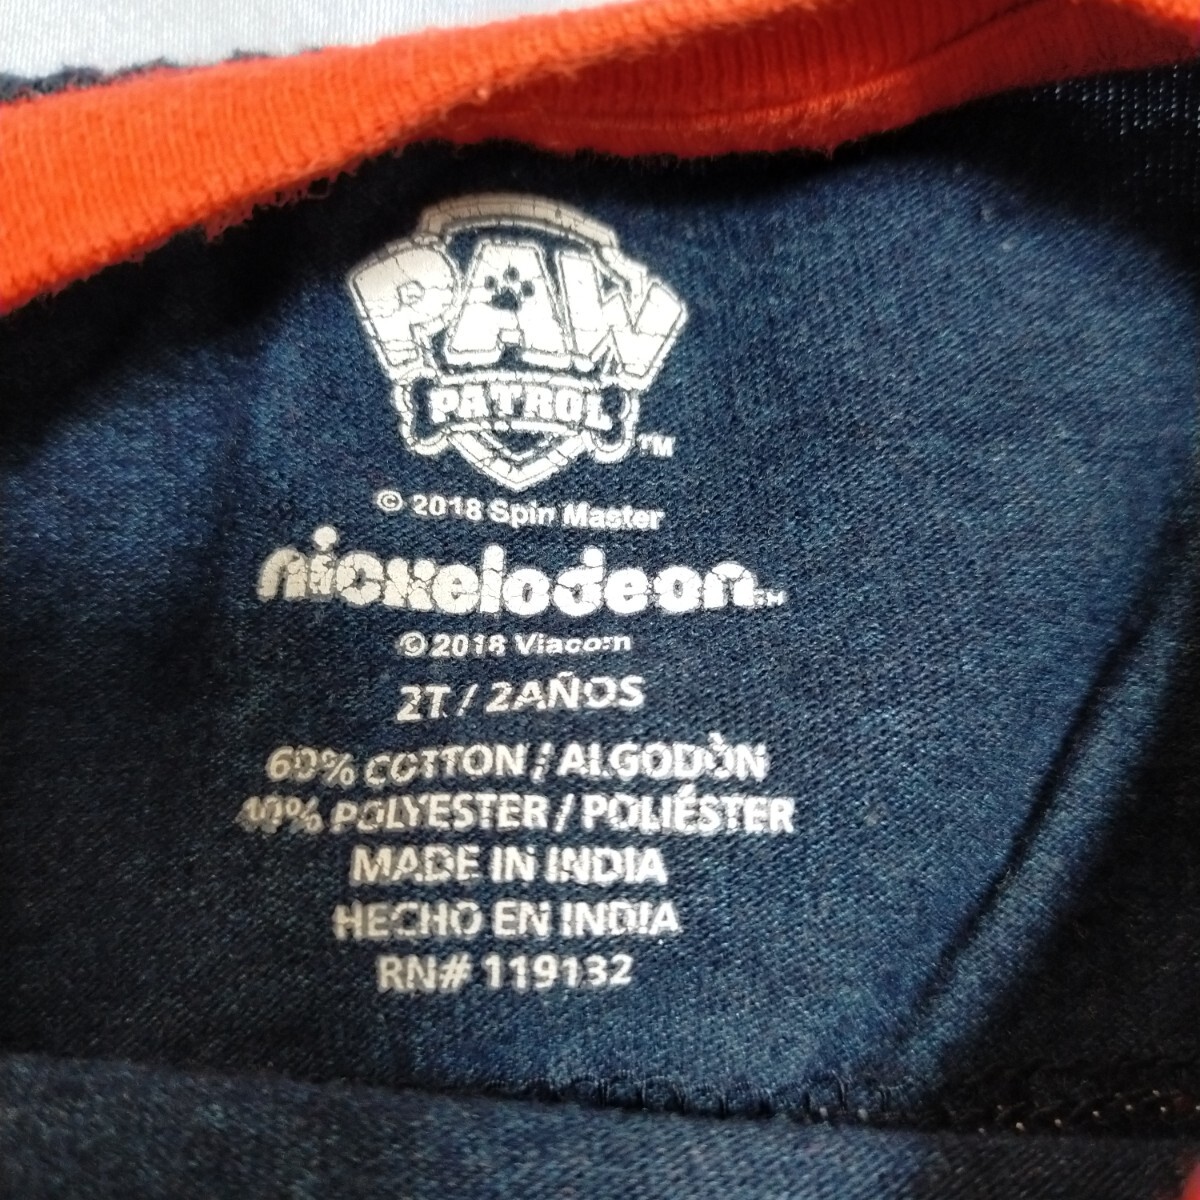 PAW
PATROL
TM
© 2018 Spin Master
nickelodeon
© 2018 Viacom
2T / 2AÑOS
60% COTTON / ALGODÒN
40% POLYESTER / POLIÉSTER
MADE IN INDIA
HECHO EN INDIA
RN# 119132